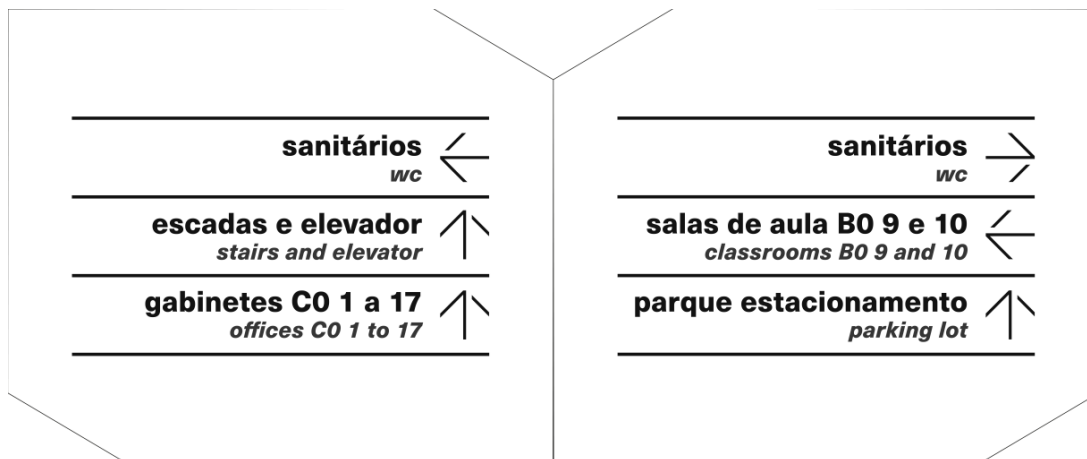 sanitários
wc
escadas e elevador
stairs and elevator
gabinetes C0 1 a 17
offices C0 1 to 17
sanitários
wc
salas de aula B0 9 e 10
classrooms B0 9 and 10
parque estacionamento
parking lot